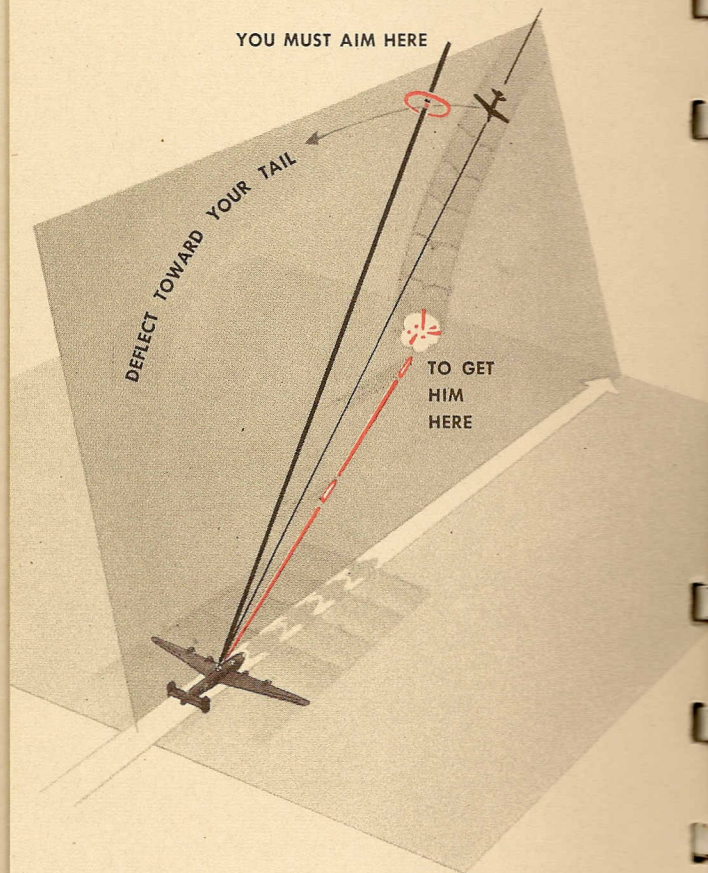 YOU MUST AIM HERE
DEFLECT TOWARD YOUR TAIL
TO GET
HIM
HERE